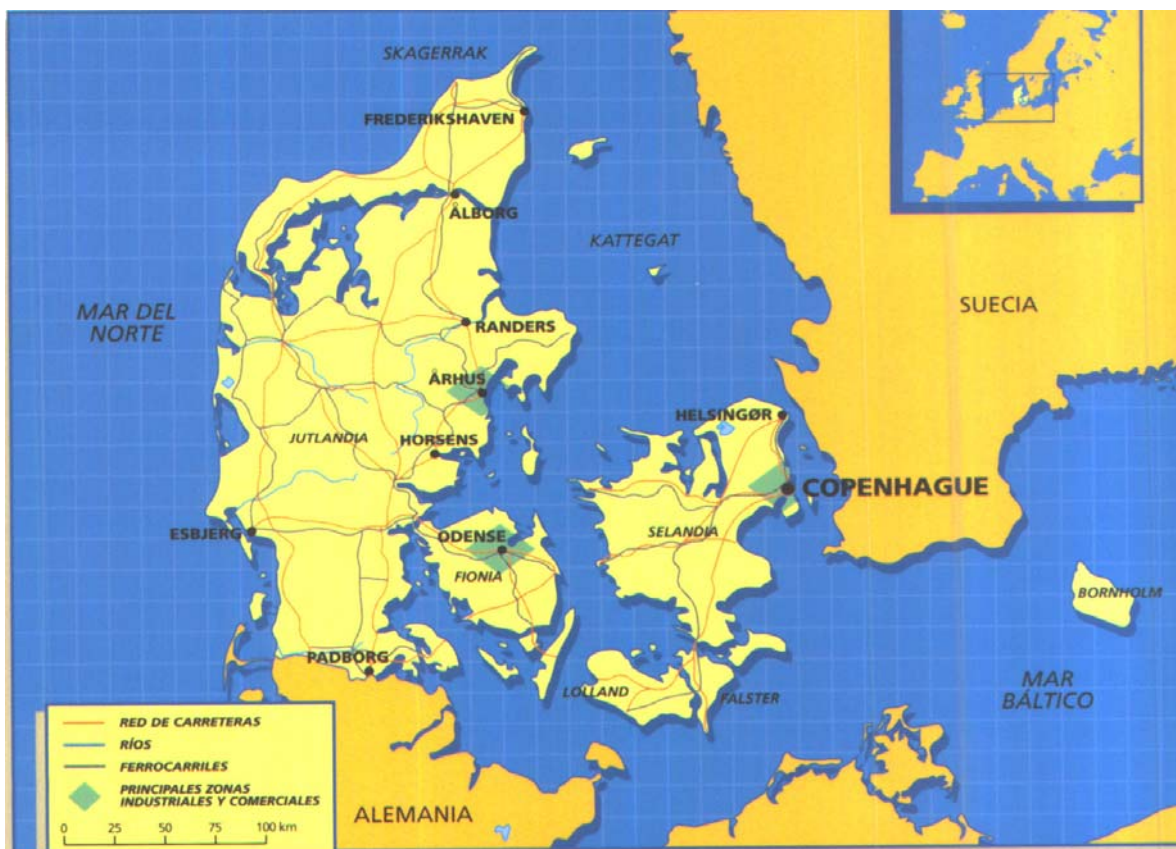 SKAGERRAK
FREDERIKSHAVEN
ÅLBORG
KATTEGAT
MAR DEL
NORTE
SUECIA
RANDERS
ÅRHUS
HELSINGØR
JUTLANDIA
HORSENS
COPENHAGUE
ESBJERG
ODENSE
SELANDIA
FIONIA
BORNHOLM
PADBORG
LOLLAND
FALSTER
MAR
BÁLTICO
RED DE CARRETERAS
RÍOS
FERROCARRILES
PRINCIPALES ZONAS
INDUSTRIALES Y COMERCIALES
0 25 50 75 100 km
ALEMANIA